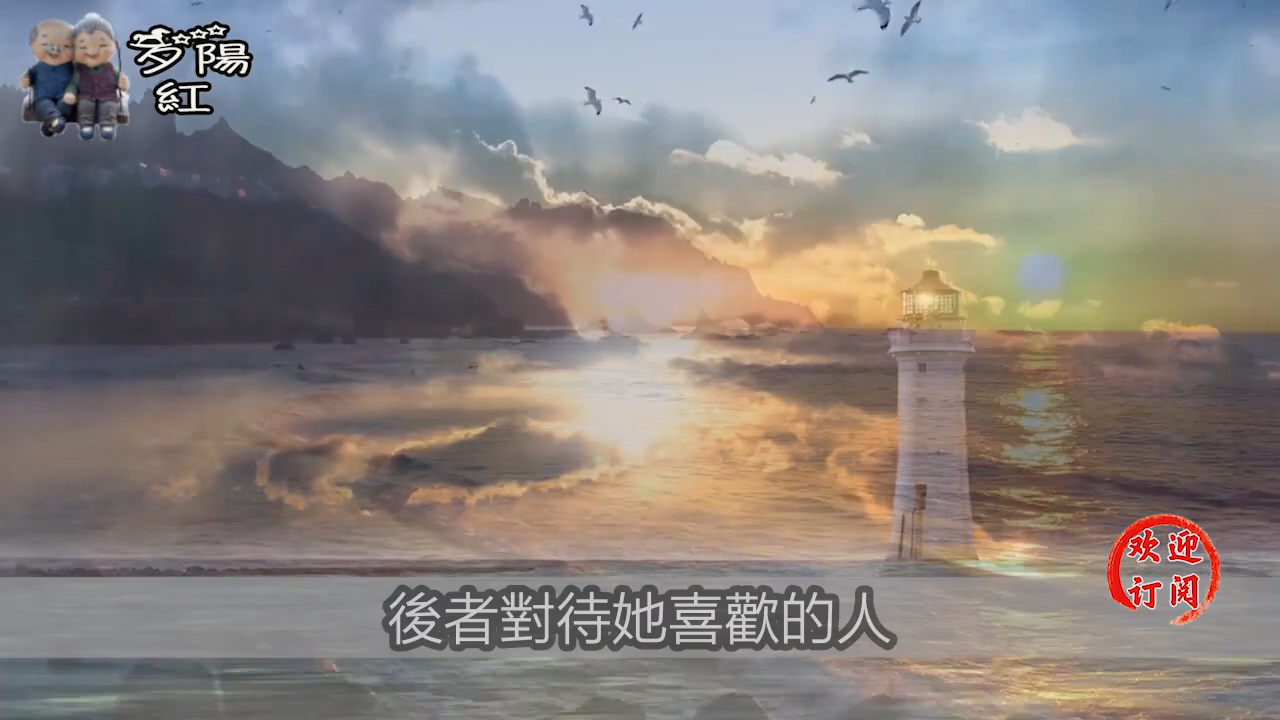 夕陽
紅
欢迎
订阅
後者對待她喜歡的人